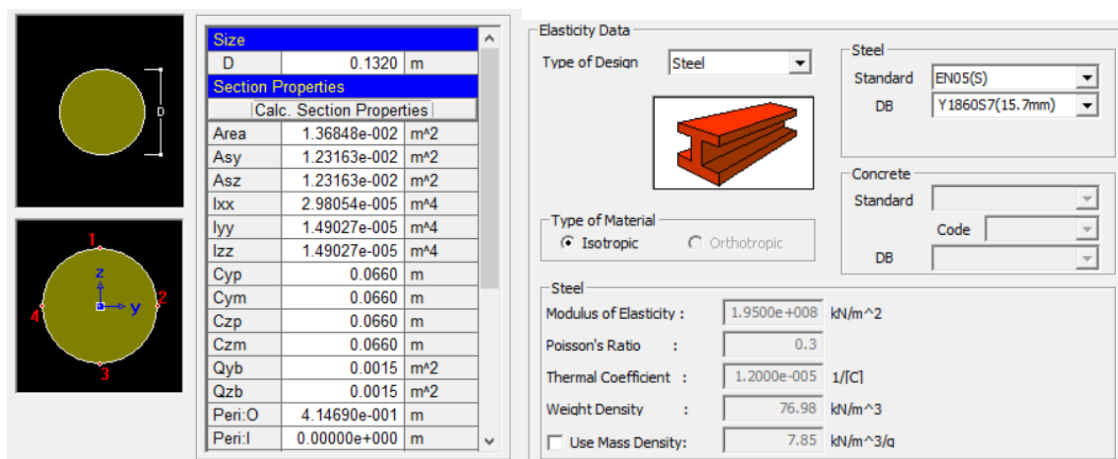 D
1
z
y
2
4
3
Size
D 0.1320 m
Section Properties
Calc. Section Properties
Area 1.36848e-002 m^2
Asy 1.23163e-002 m^2
Asz 1.23163e-002 m^2
Ixx 2.98054e-005 m^4
Iyy 1.49027e-005 m^4
Izz 1.49027e-005 m^4
Cyp 0.0660 m
Cym 0.0660 m
Czp 0.0660 m
Czm 0.0660 m
Qyb 0.0015 m^2
Qzb 0.0015 m^2
Peri:O 4.14690e-001 m
Peri:I 0.00000e+000 m
Elasticity Data
Type of Design Steel
Steel
Standard EN05(S)
DB Y1860S7(15.7mm)
Concrete
Standard
Code
DB
Type of Material
Isotropic Orthotropic
Steel
Modulus of Elasticity : 1.9500e+008 kN/m^2
Poisson's Ratio : 0.3
Thermal Coefficient : 1.2000e-005 1/[C]
Weight Density : 76.98 kN/m^3
Use Mass Density: 7.85 kN/m^3/g